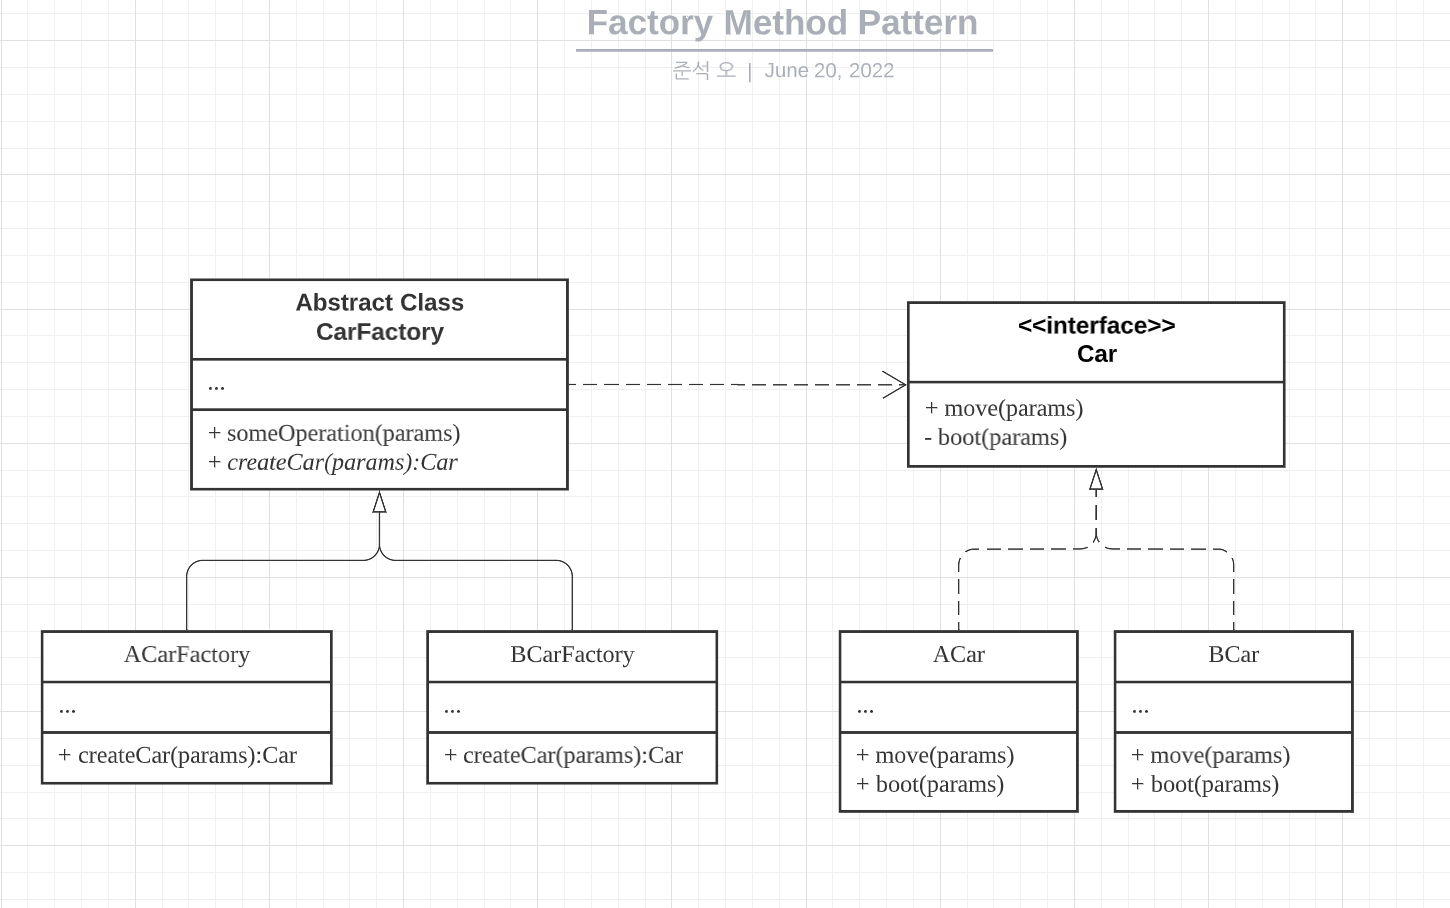 Factory Method Pattern
준석 오 | June 20, 2022
Abstract Class
CarFactory
...
+ someOperation(params)
+ createCar(params):Car
<<interface>>
Car
+ move(params)
- boot(params)
ACarFactory
...
+ createCar(params):Car
BCarFactory
...
+ createCar(params):Car
ACar
...
+ move(params)
+ boot(params)
BCar
...
+ move(params)
+ boot(params)